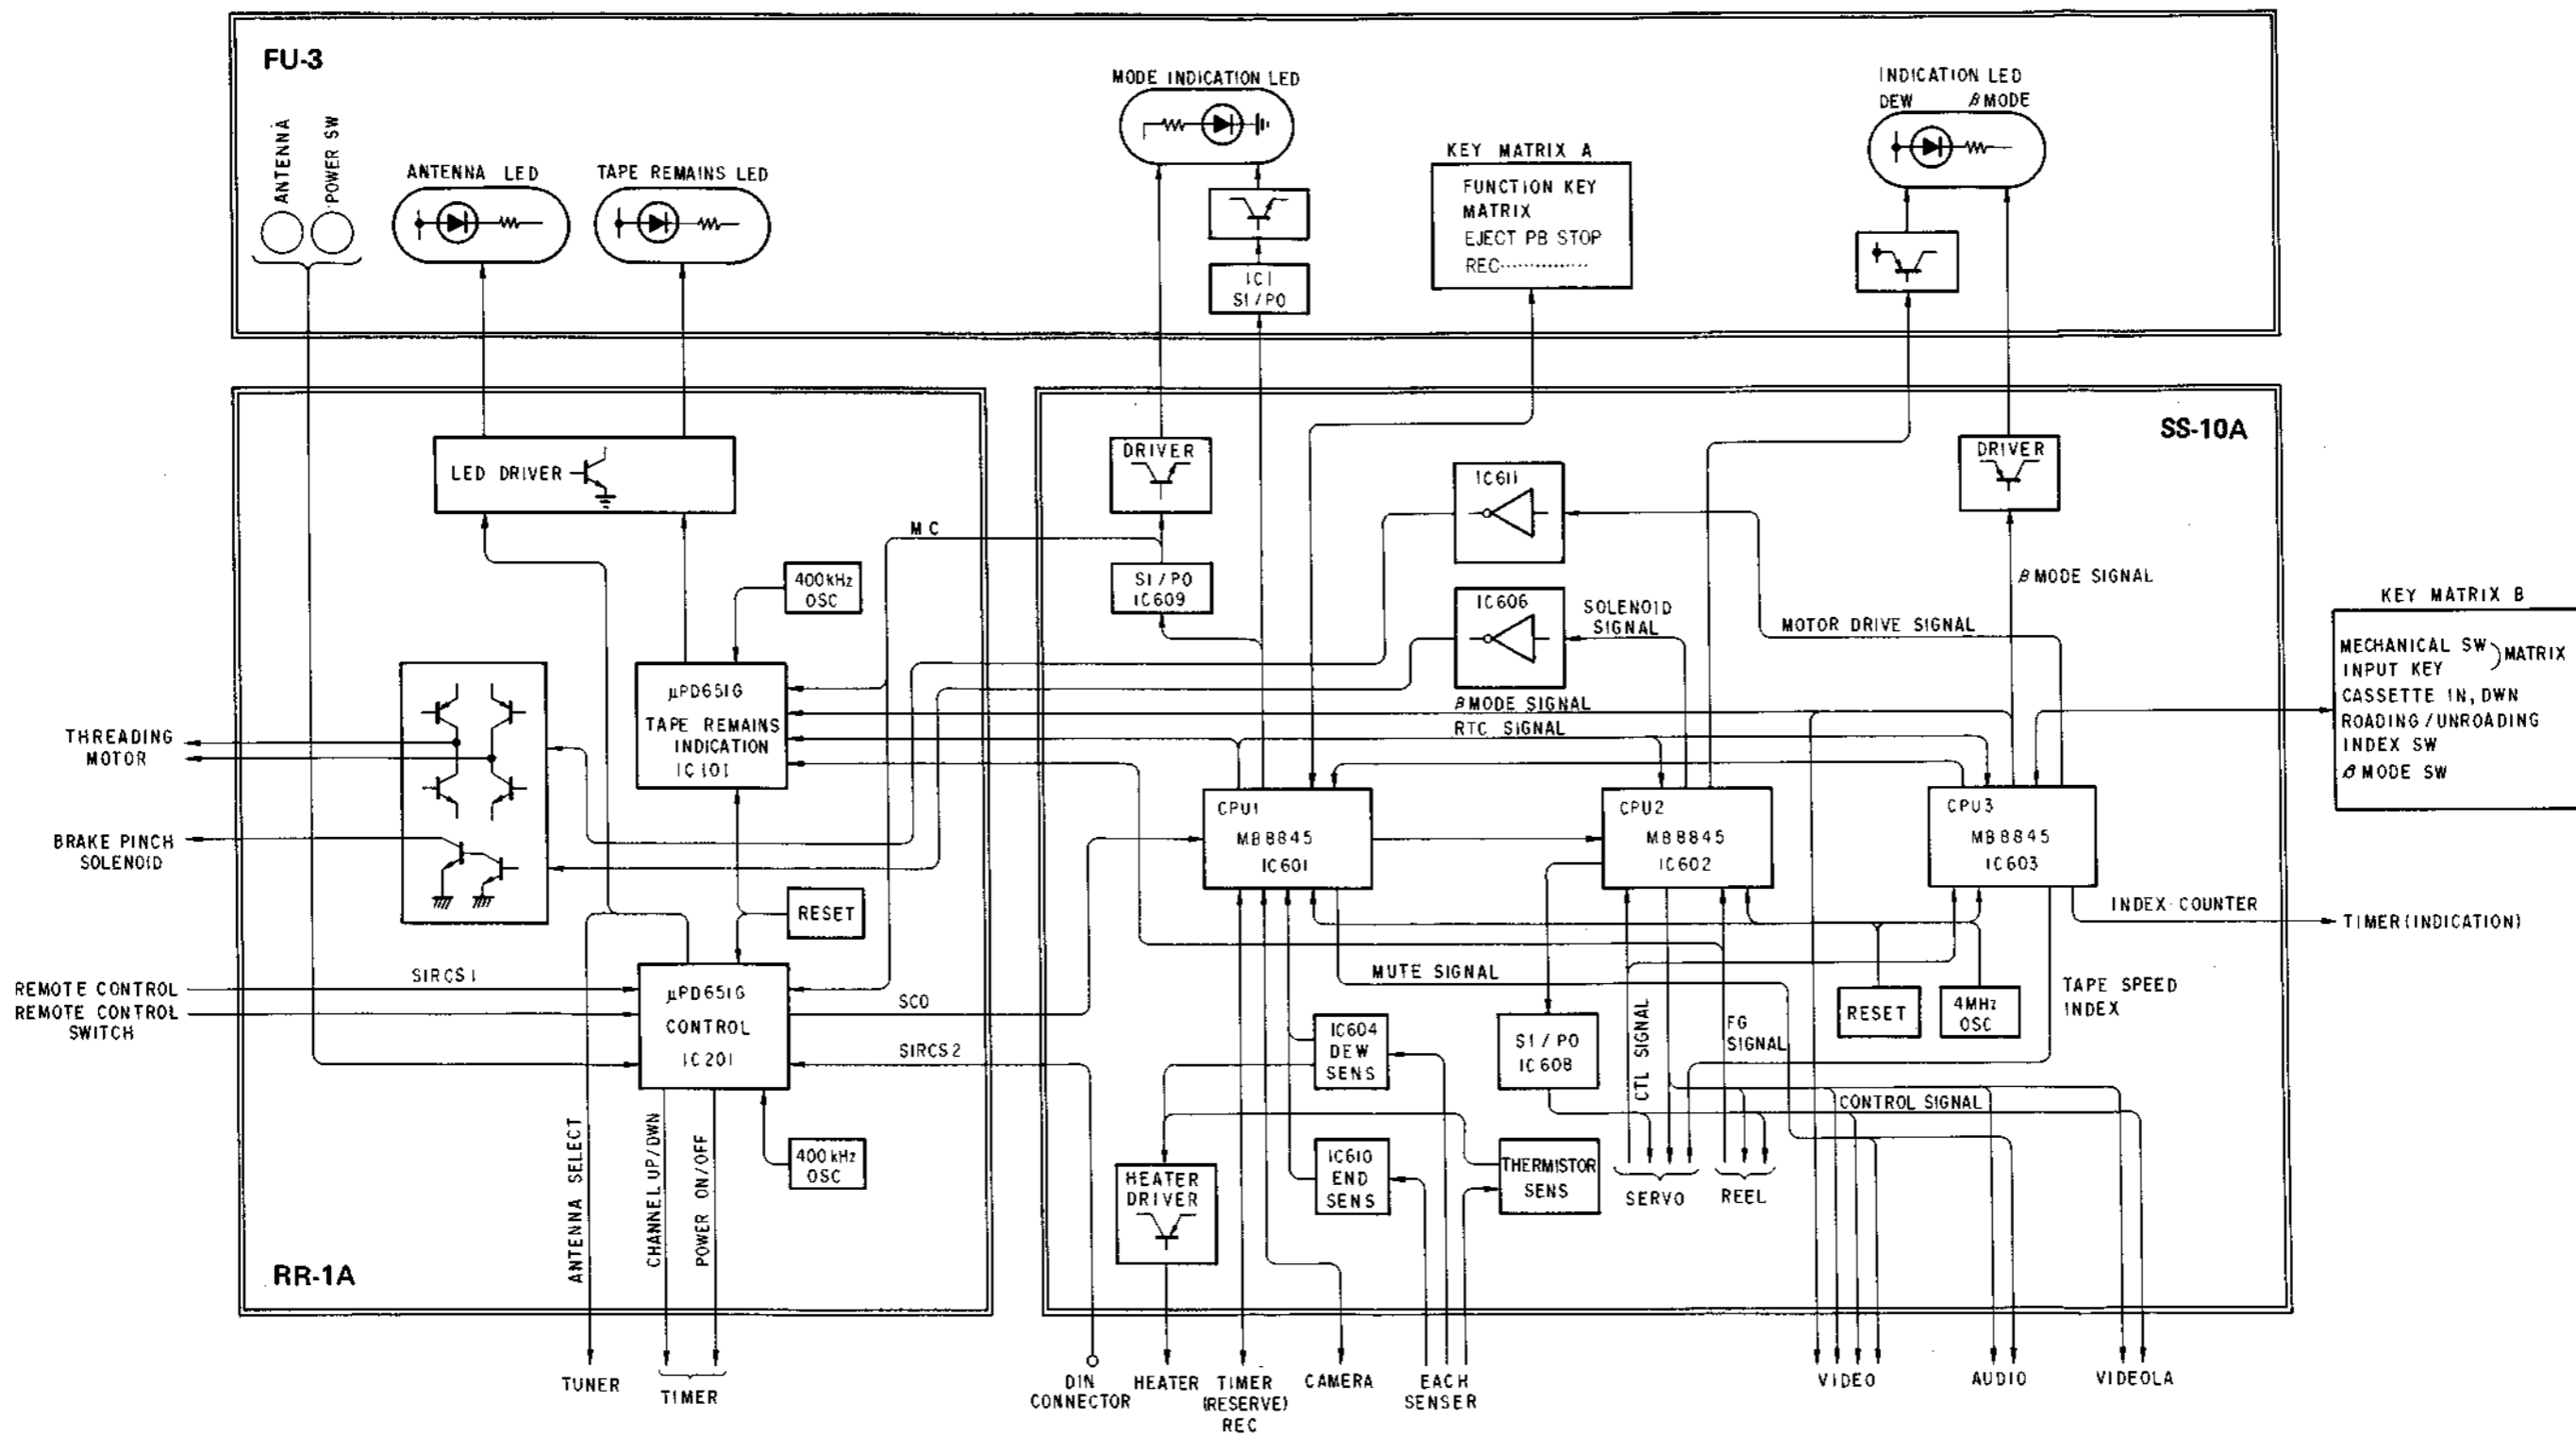 FU-3
ANTENNA
POWER SW
ANTENNA LED
TAPE REMAINS LED
MODE INDICATION LED
IC1
SI/PO
KEY MATRIX A
FUNCTION KEY
MATRIX
EJECT PB STOP
REC
INDICATION LED
DEW βMODE
LED DRIVER
400kHz
OSC
μPD651G
TAPE REMAINS
INDICATION
IC101
THREADING
MOTOR
BRAKE PINCH
SOLENOID
RESET
REMOTE CONTROL
REMOTE CONTROL
SWITCH
SIRCS1
μPD651G
CONTROL
IC201
MC
SCO
SIRCS2
400kHz
OSC
ANTENNA SELECT
CHANNEL UP/DWN
POWER ON/OFF
RR-1A
TUNER
TIMER
SS-10A
DRIVER
SI/PO
IC609
IC611
IC606
SOLENOID
SIGNAL
DRIVER
βMODE SIGNAL
MOTOR DRIVE SIGNAL
βMODE SIGNAL
RTC SIGNAL
CPU1
MB8845
IC601
CPU2
MB8845
IC602
CPU3
MB8845
IC603
KEY MATRIX B
MECHANICAL SW
INPUT KEY
MATRIX
CASSETTE IN, DWN
ROADING/UNROADING
INDEX SW
βMODE SW
INDEX COUNTER
TIMER(INDICATION)
MUTE SIGNAL
IC604
DEW
SENS
SI/PO
IC608
CTL SIGNAL
FG
SIGNAL
RESET
4MHz
OSC
TAPE SPEED
INDEX
CONTROL SIGNAL
HEATER
DRIVER
IC610
END
SENS
THERMISTOR
SENS
SERVO
REEL
DIN
CONNECTOR
HEATER
TIMER
(RESERVE)
REC
CAMERA
EACH
SENSER
VIDEO
AUDIO
VIDEOLA